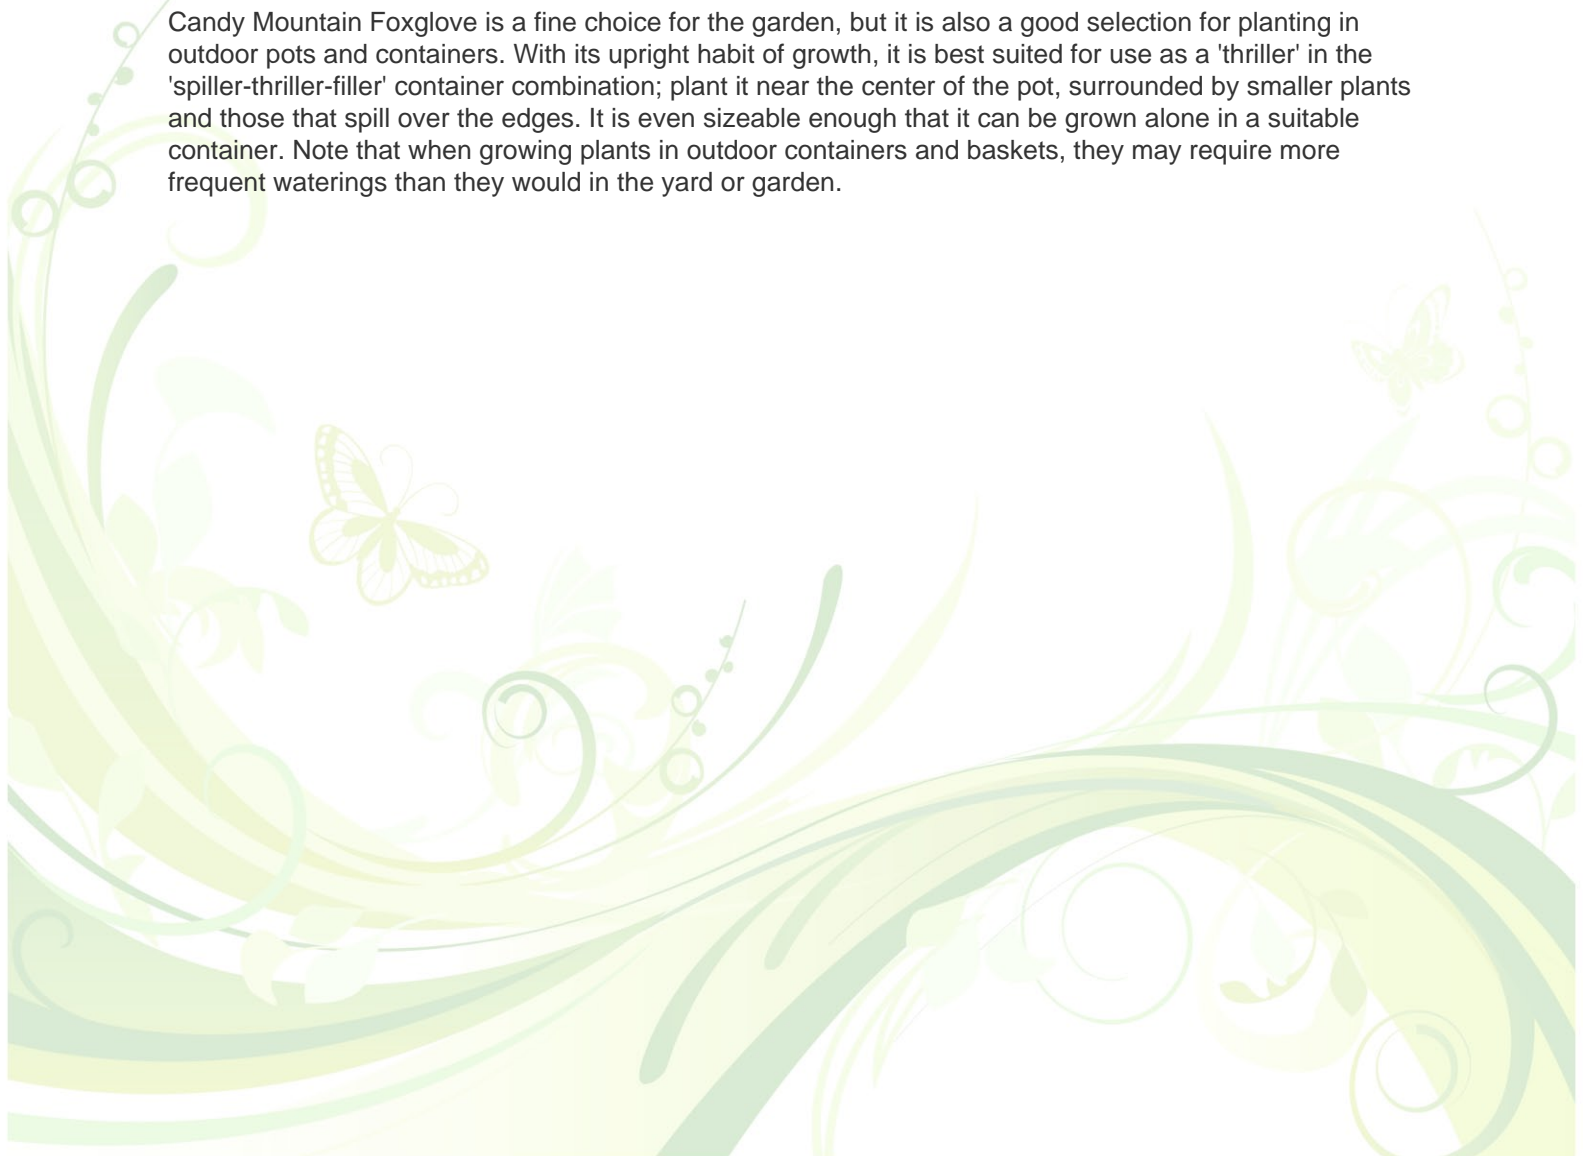 Candy Mountain Foxglove is a fine choice for the garden, but it is also a good selection for planting in
outdoor pots and containers. With its upright habit of growth, it is best suited for use as a 'thriller' in the
'spiller-thriller-filler' container combination; plant it near the center of the pot, surrounded by smaller plants
and those that spill over the edges. It is even sizeable enough that it can be grown alone in a suitable
container. Note that when growing plants in outdoor containers and baskets, they may require more
frequent waterings than they would in the yard or garden.